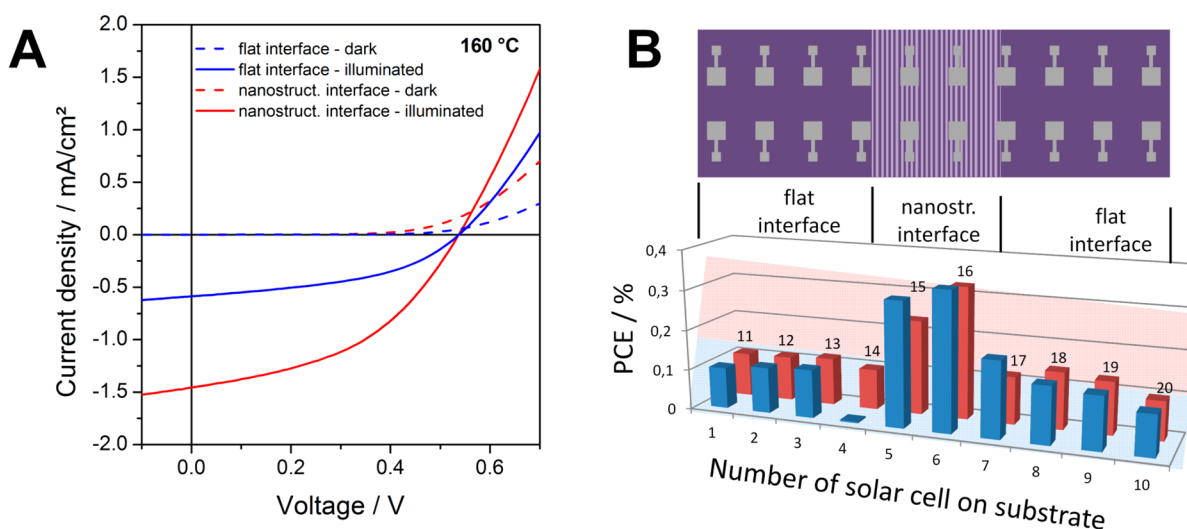 A
2.0
1.5
1.0
0.5
0.0
-0.5
-1.0
-1.5
-2.0
Current density / mA/cm²
flat interface - dark
flat interface - illuminated
nanostruct. interface - dark
nanostruct. interface - illuminated
160 °C
0.0
0.2
0.4
0.6
Voltage / V
B
flat
interface
nanostr.
interface
flat
interface
0,4
0,3
0,2
0,1
0
PCE / %
11
12
13
14
15
16
17
18
19
20
1
2
3
4
5
6
7
8
9
10
Number of solar cell on substrate